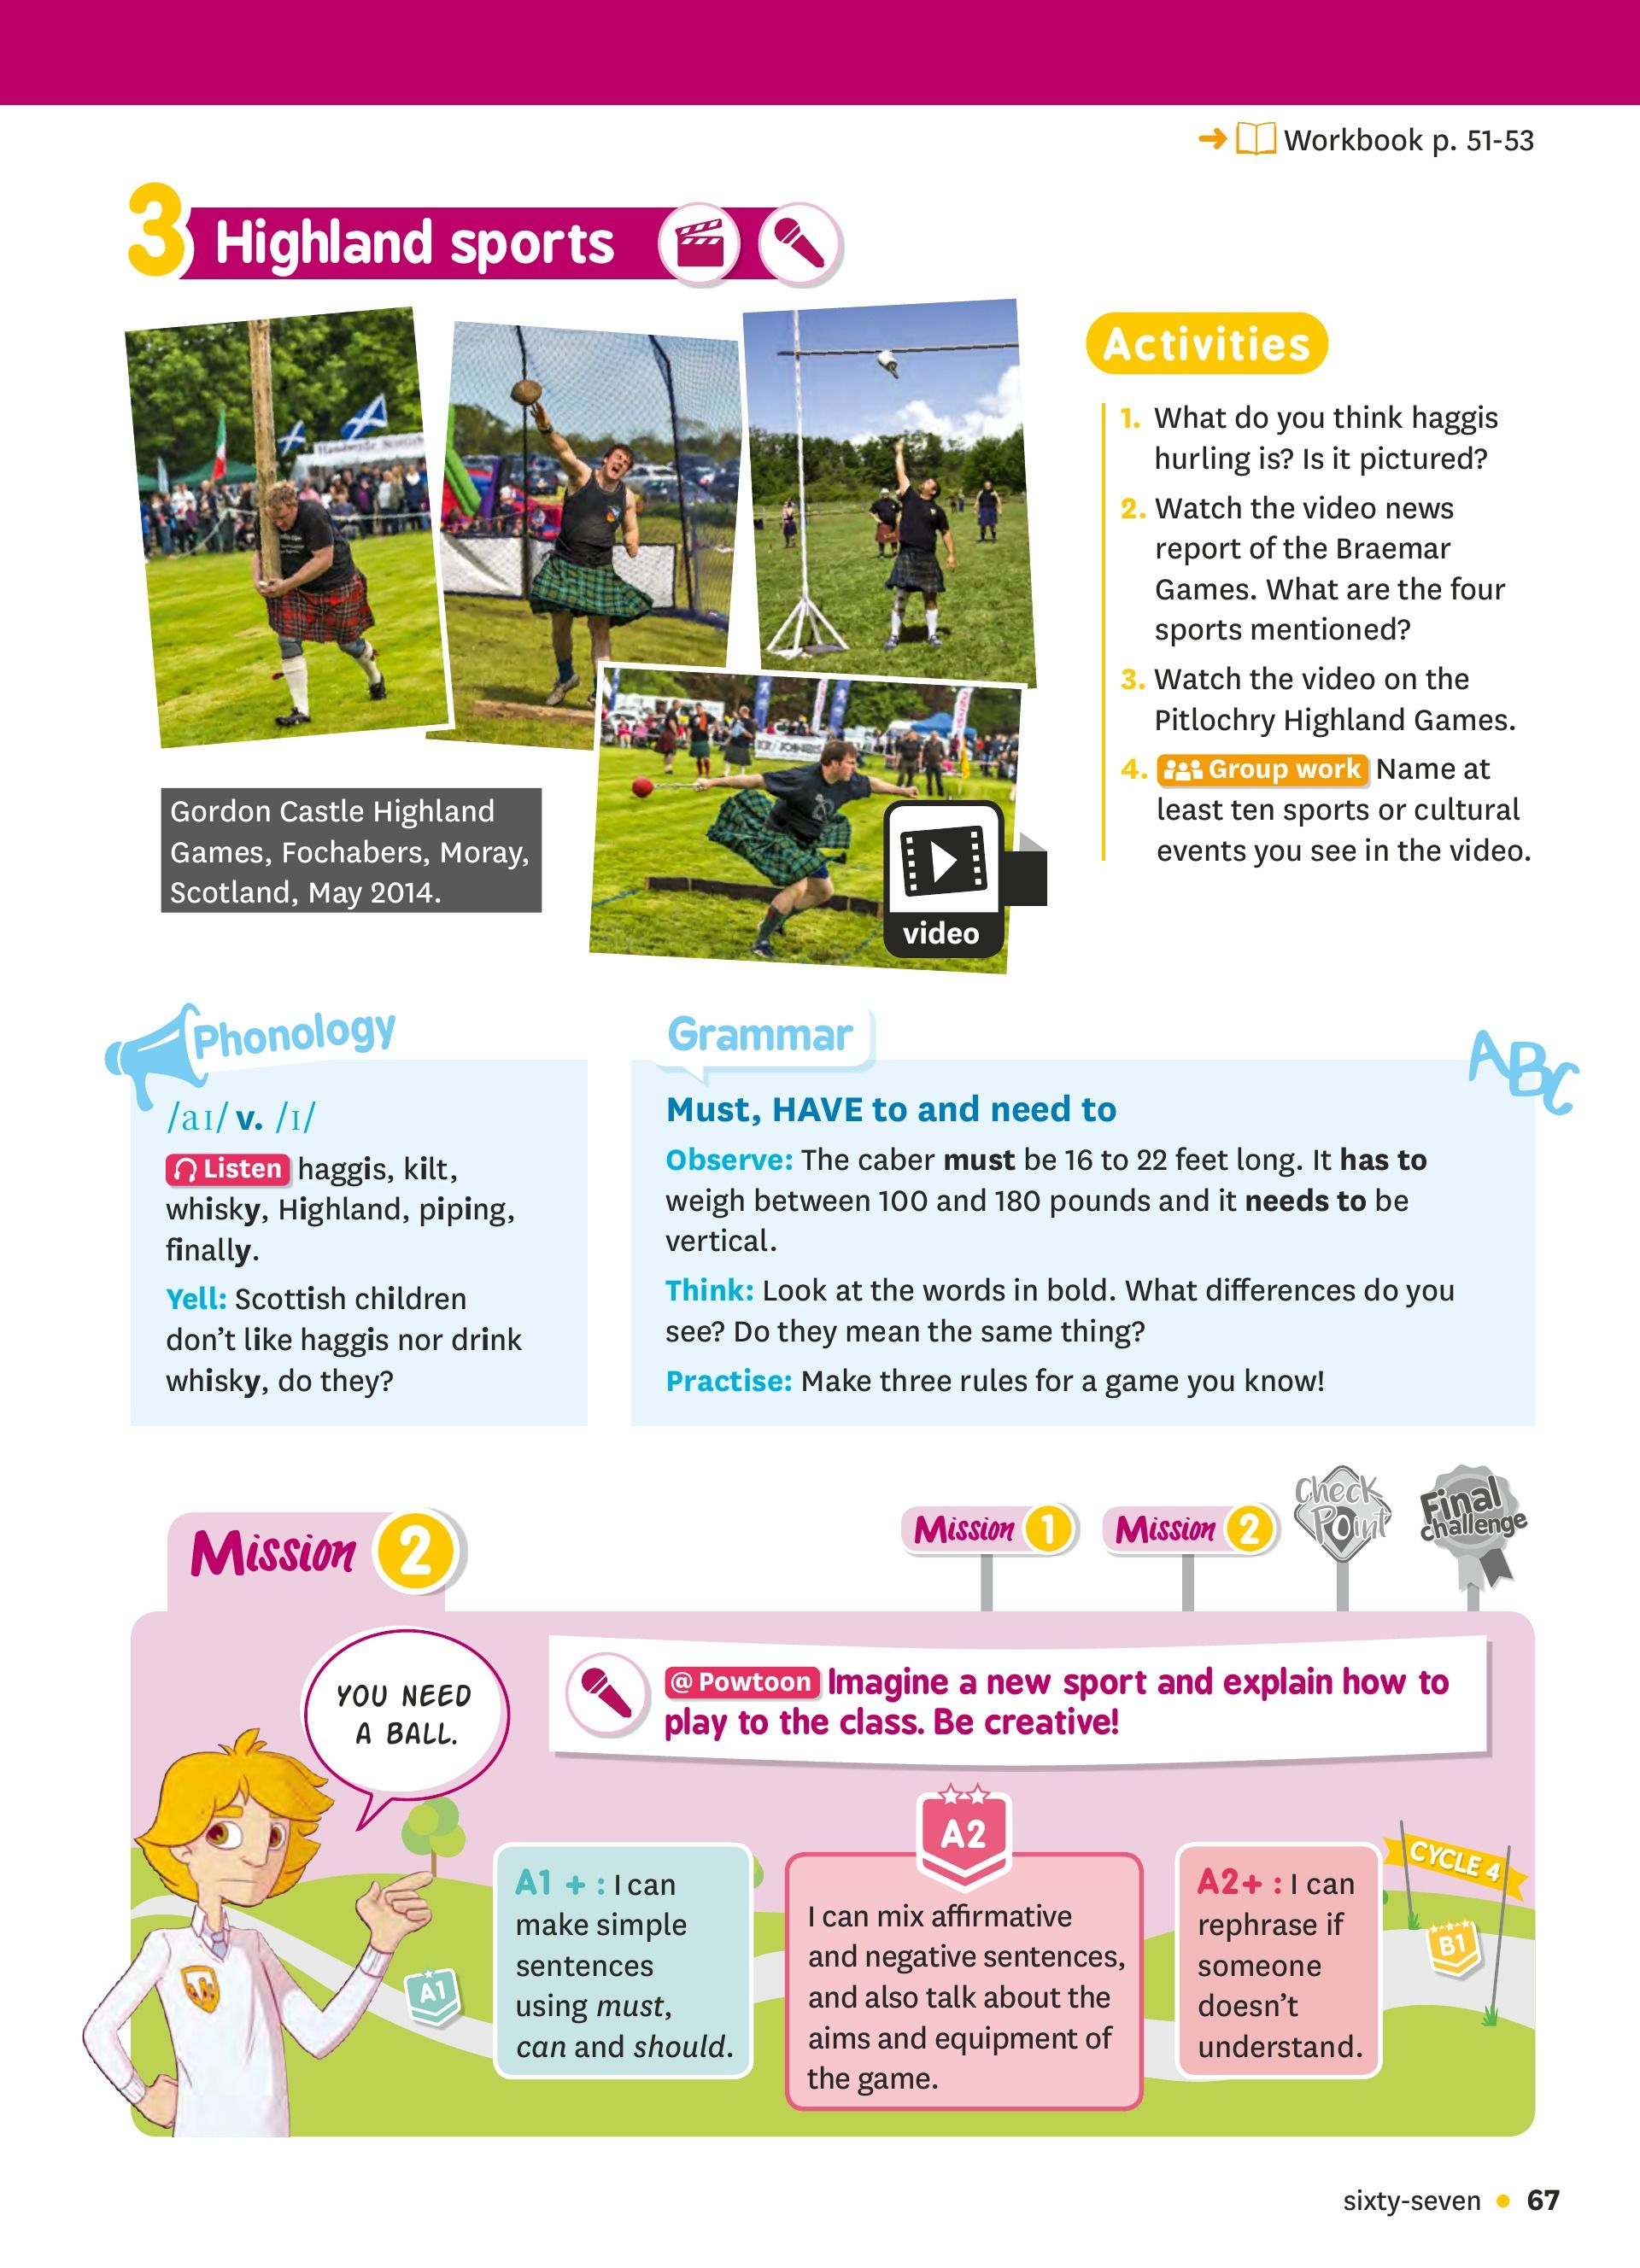 Workbook p. 51-53
3 Highland sports
Gordon Castle Highland
Games, Fochabers, Moray,
Scotland, May 2014.
video
Activities
1. What do you think haggis
hurling is? Is it pictured?
2. Watch the video news
report of the Braemar
Games. What are the four
sports mentioned?
3. Watch the video on the
Pitlochry Highland Games.
4. Group work Name at
least ten sports or cultural
events you see in the video.
Phonology
/aɪ/ v. /ɪ/
Listen haggis, kilt,
whisky, Highland, piping,
finally.
Yell: Scottish children
don't like haggis nor drink
whisky, do they?
Grammar
ABC
Must, HAVE to and need to
Observe: The caber must be 16 to 22 feet long. It has to
weigh between 100 and 180 pounds and it needs to be
vertical.
Think: Look at the words in bold. What differences do you
see? Do they mean the same thing?
Practise: Make three rules for a game you know!
Mission 2
Mission 1
Mission 2
Check
Point
Final
challenge
YOU NEED
A BALL.
@ Powtoon Imagine a new sport and explain how to
play to the class. Be creative!
A1
A1 + : I can
make simple
sentences
using must,
can and should.
A2
I can mix affirmative
and negative sentences,
and also talk about the
aims and equipment of
the game.
A2+ : I can
rephrase if
someone
doesn't
understand.
CYCLE 4
B1
sixty-seven • 67